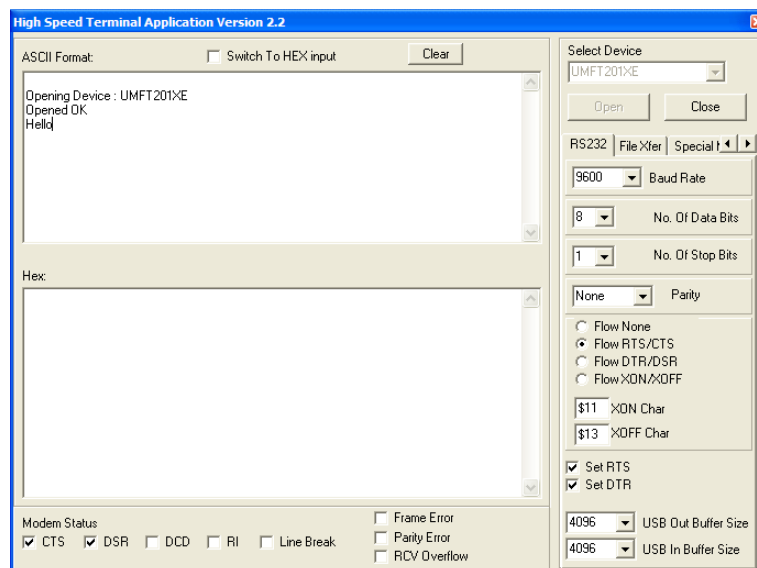 High Speed Terminal Application Version 2.2
ASCII Format:
Switch To HEX input
Clear
Opening Device : UMFT201XE
Opened OK
Hello
Hex:
Modem Status
CTS DSR DCD RI Line Break
Frame Error
Parity Error
RCV Overflow
Select Device
UMFT201XE
Open Close
RS232 File Xfer Special
9600 Baud Rate
8 No. Of Data Bits
1 No. Of Stop Bits
None Parity
Flow None
Flow RTS/CTS
Flow DTR/DSR
Flow XON/XOFF
$11 XON Char
$13 XOFF Char
Set RTS
Set DTR
4096 USB Out Buffer Size
4096 USB In Buffer Size